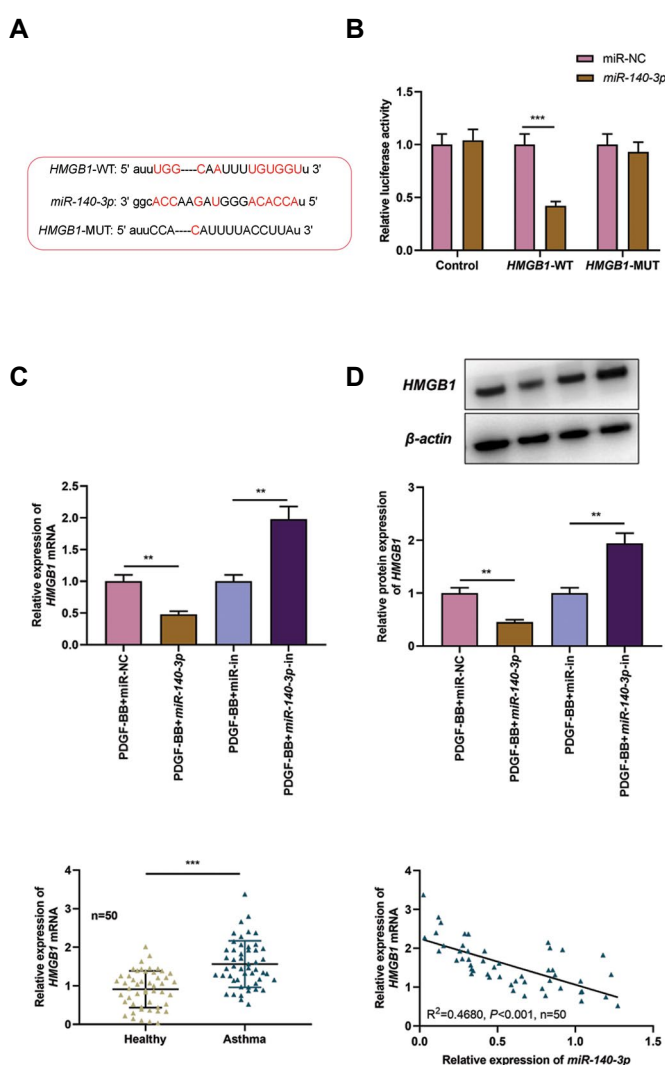 A
HMGB1-WT: 5' auuUGG----CAAUUUUGUGGUu 3'
miR-140-3p: 3' ggcACCAAGAUGGGACACCAu 5'
HMGB1-MUT: 5' auuCCA----CAUUUUACCUUAu 3'
B
miR-NC
miR-140-3p
Relative luciferase activity
1.5
1.0
0.5
0.0
***
Control HMGB1-WT HMGB1-MUT
C
Relative expression of
HMGB1 mRNA
2.5
2.0
1.5
1.0
0.5
0.0
**
**
PDGF-BB+miR-NC
PDGF-BB+miR-140-3p
PDGF-BB+miR-in
PDGF-BB+miR-140-3p-in
D
HMGB1
β-actin
Relative protein expression
of HMGB1
3
2
1
0
**
**
PDGF-BB+miR-NC
PDGF-BB+miR-140-3p
PDGF-BB+miR-in
PDGF-BB+miR-140-3p-in
Relative expression of
HMGB1 mRNA
4
3
2
1
0
***
n=50
Healthy Asthma
Relative expression of
HMGB1 mRNA
4
3
2
1
0
R²=0.4680, P<0.001, n=50
0.0 0.5 1.0 1.5
Relative expression of miR-140-3p